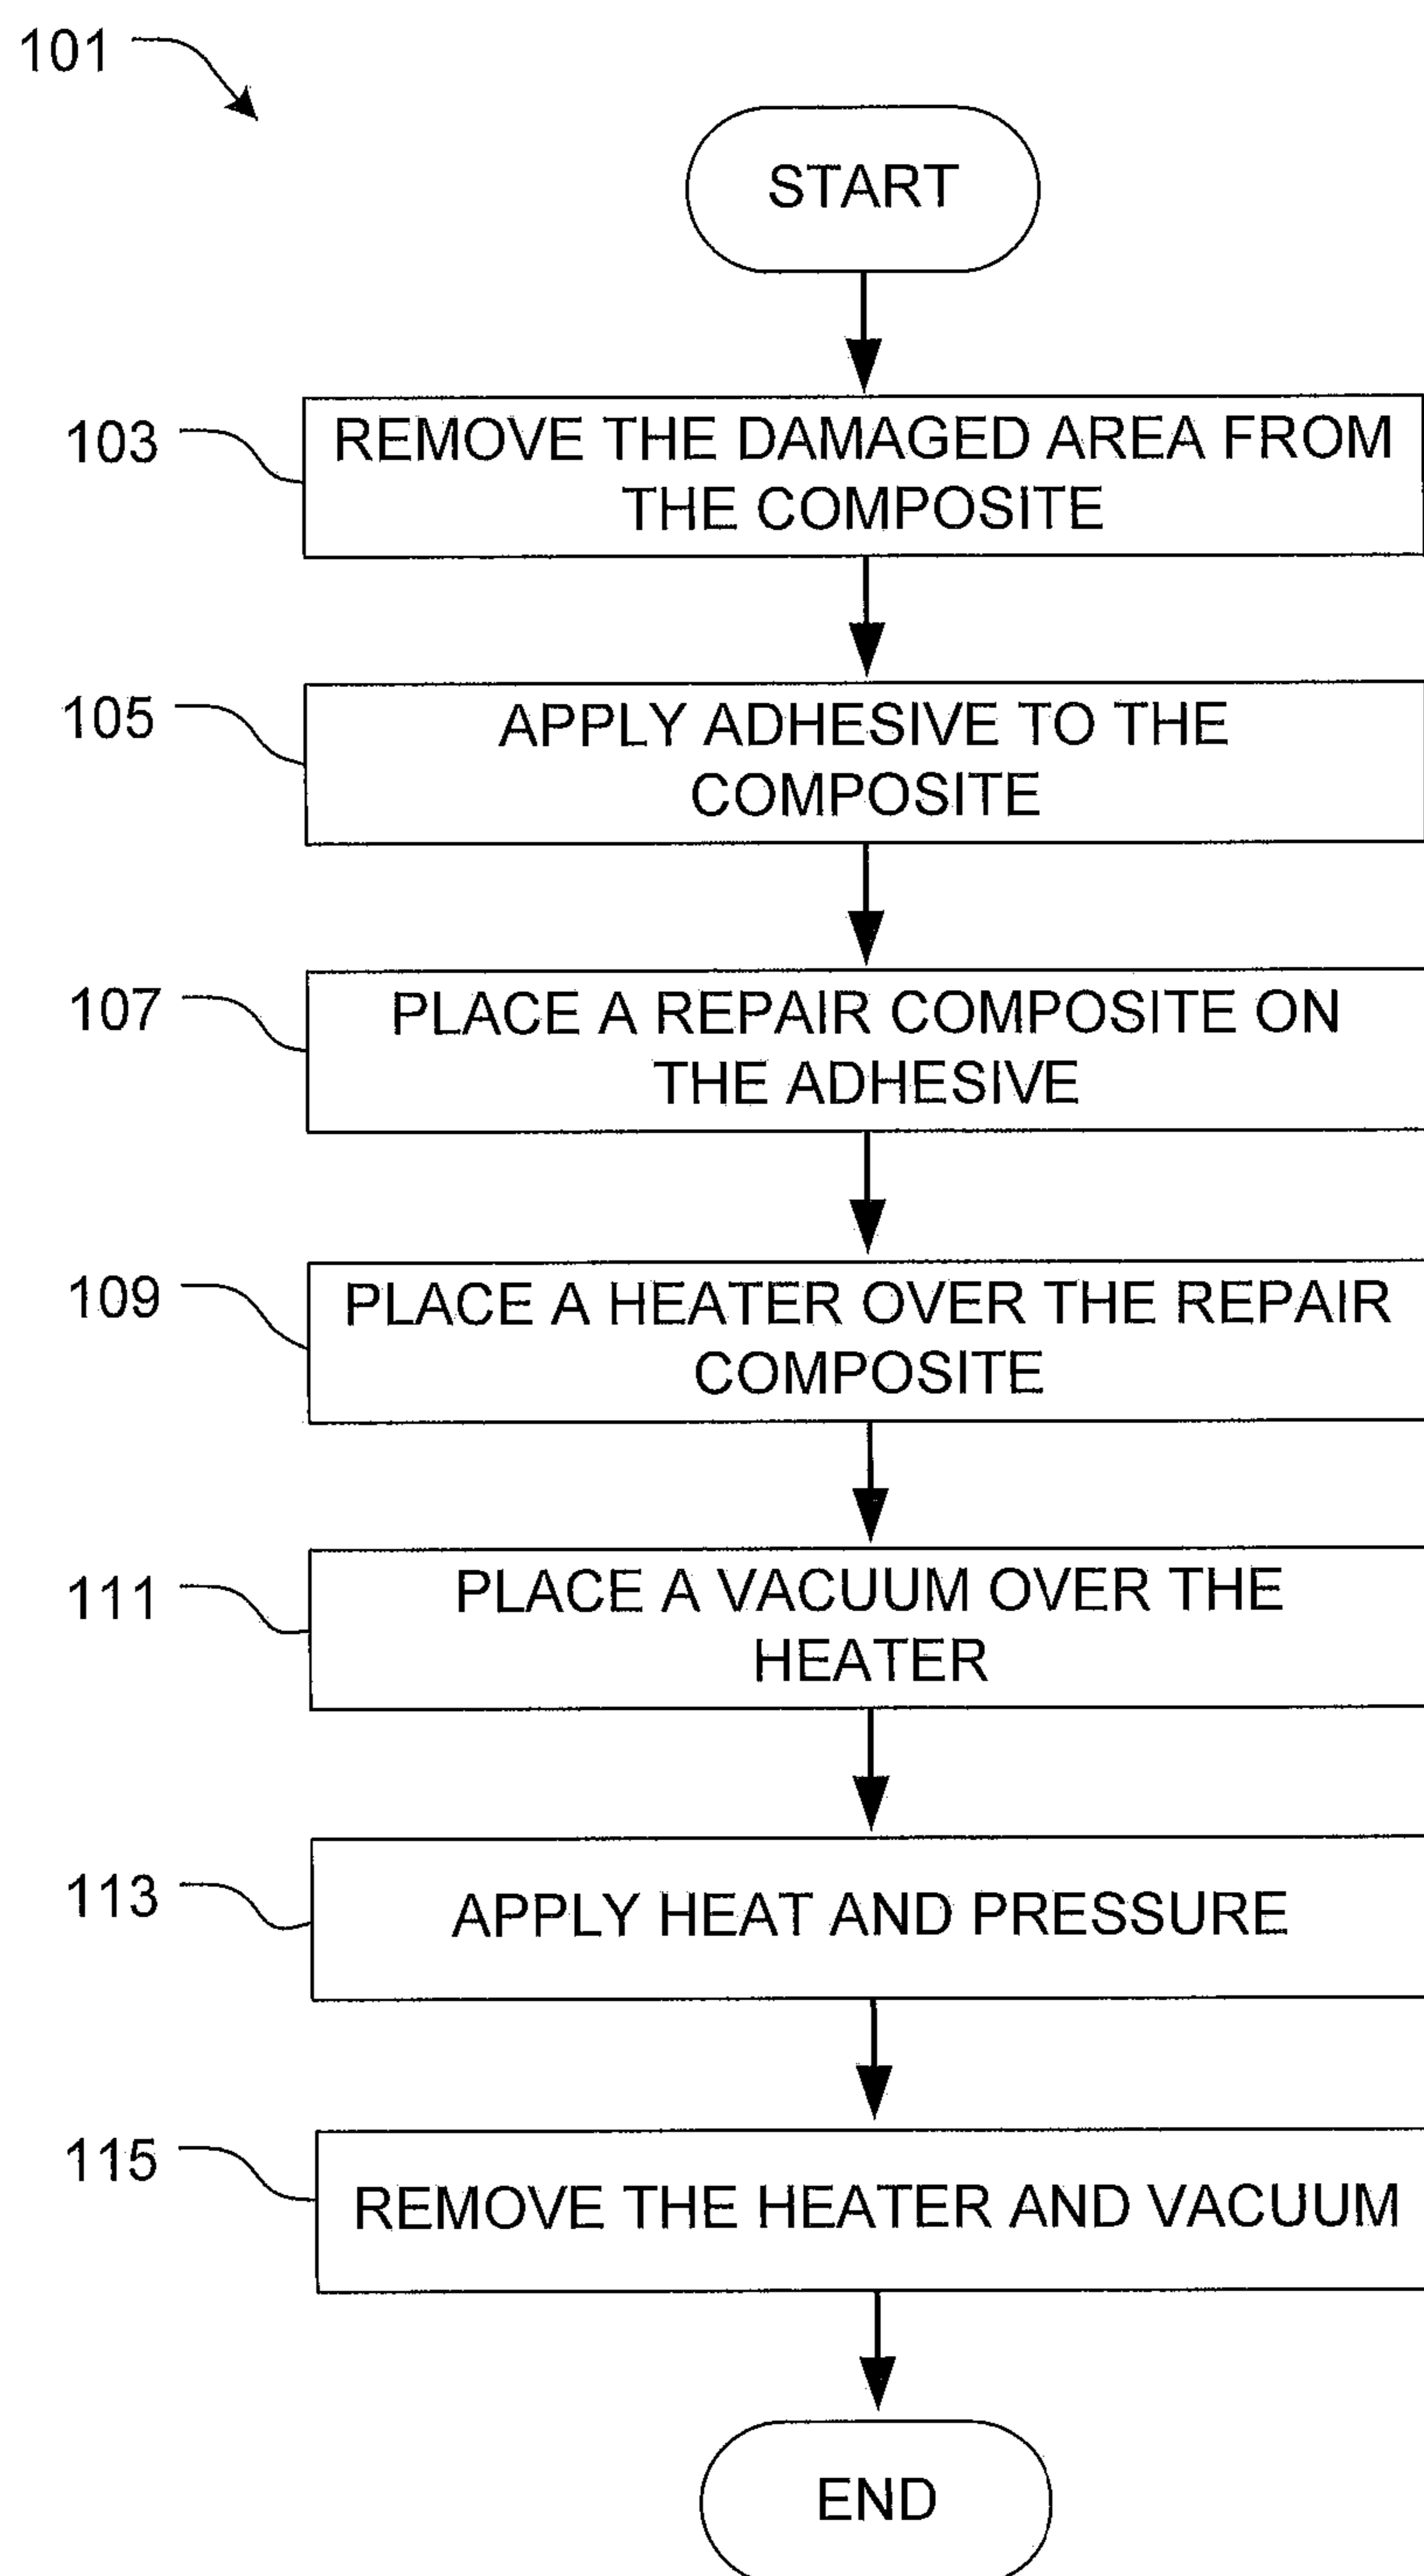 101
START
103
REMOVE THE DAMAGED AREA FROM
THE COMPOSITE
105
APPLY ADHESIVE TO THE
COMPOSITE
107
PLACE A REPAIR COMPOSITE ON
THE ADHESIVE
109
PLACE A HEATER OVER THE REPAIR
COMPOSITE
111
PLACE A VACUUM OVER THE
HEATER
113
APPLY HEAT AND PRESSURE
115
REMOVE THE HEATER AND VACUUM
END